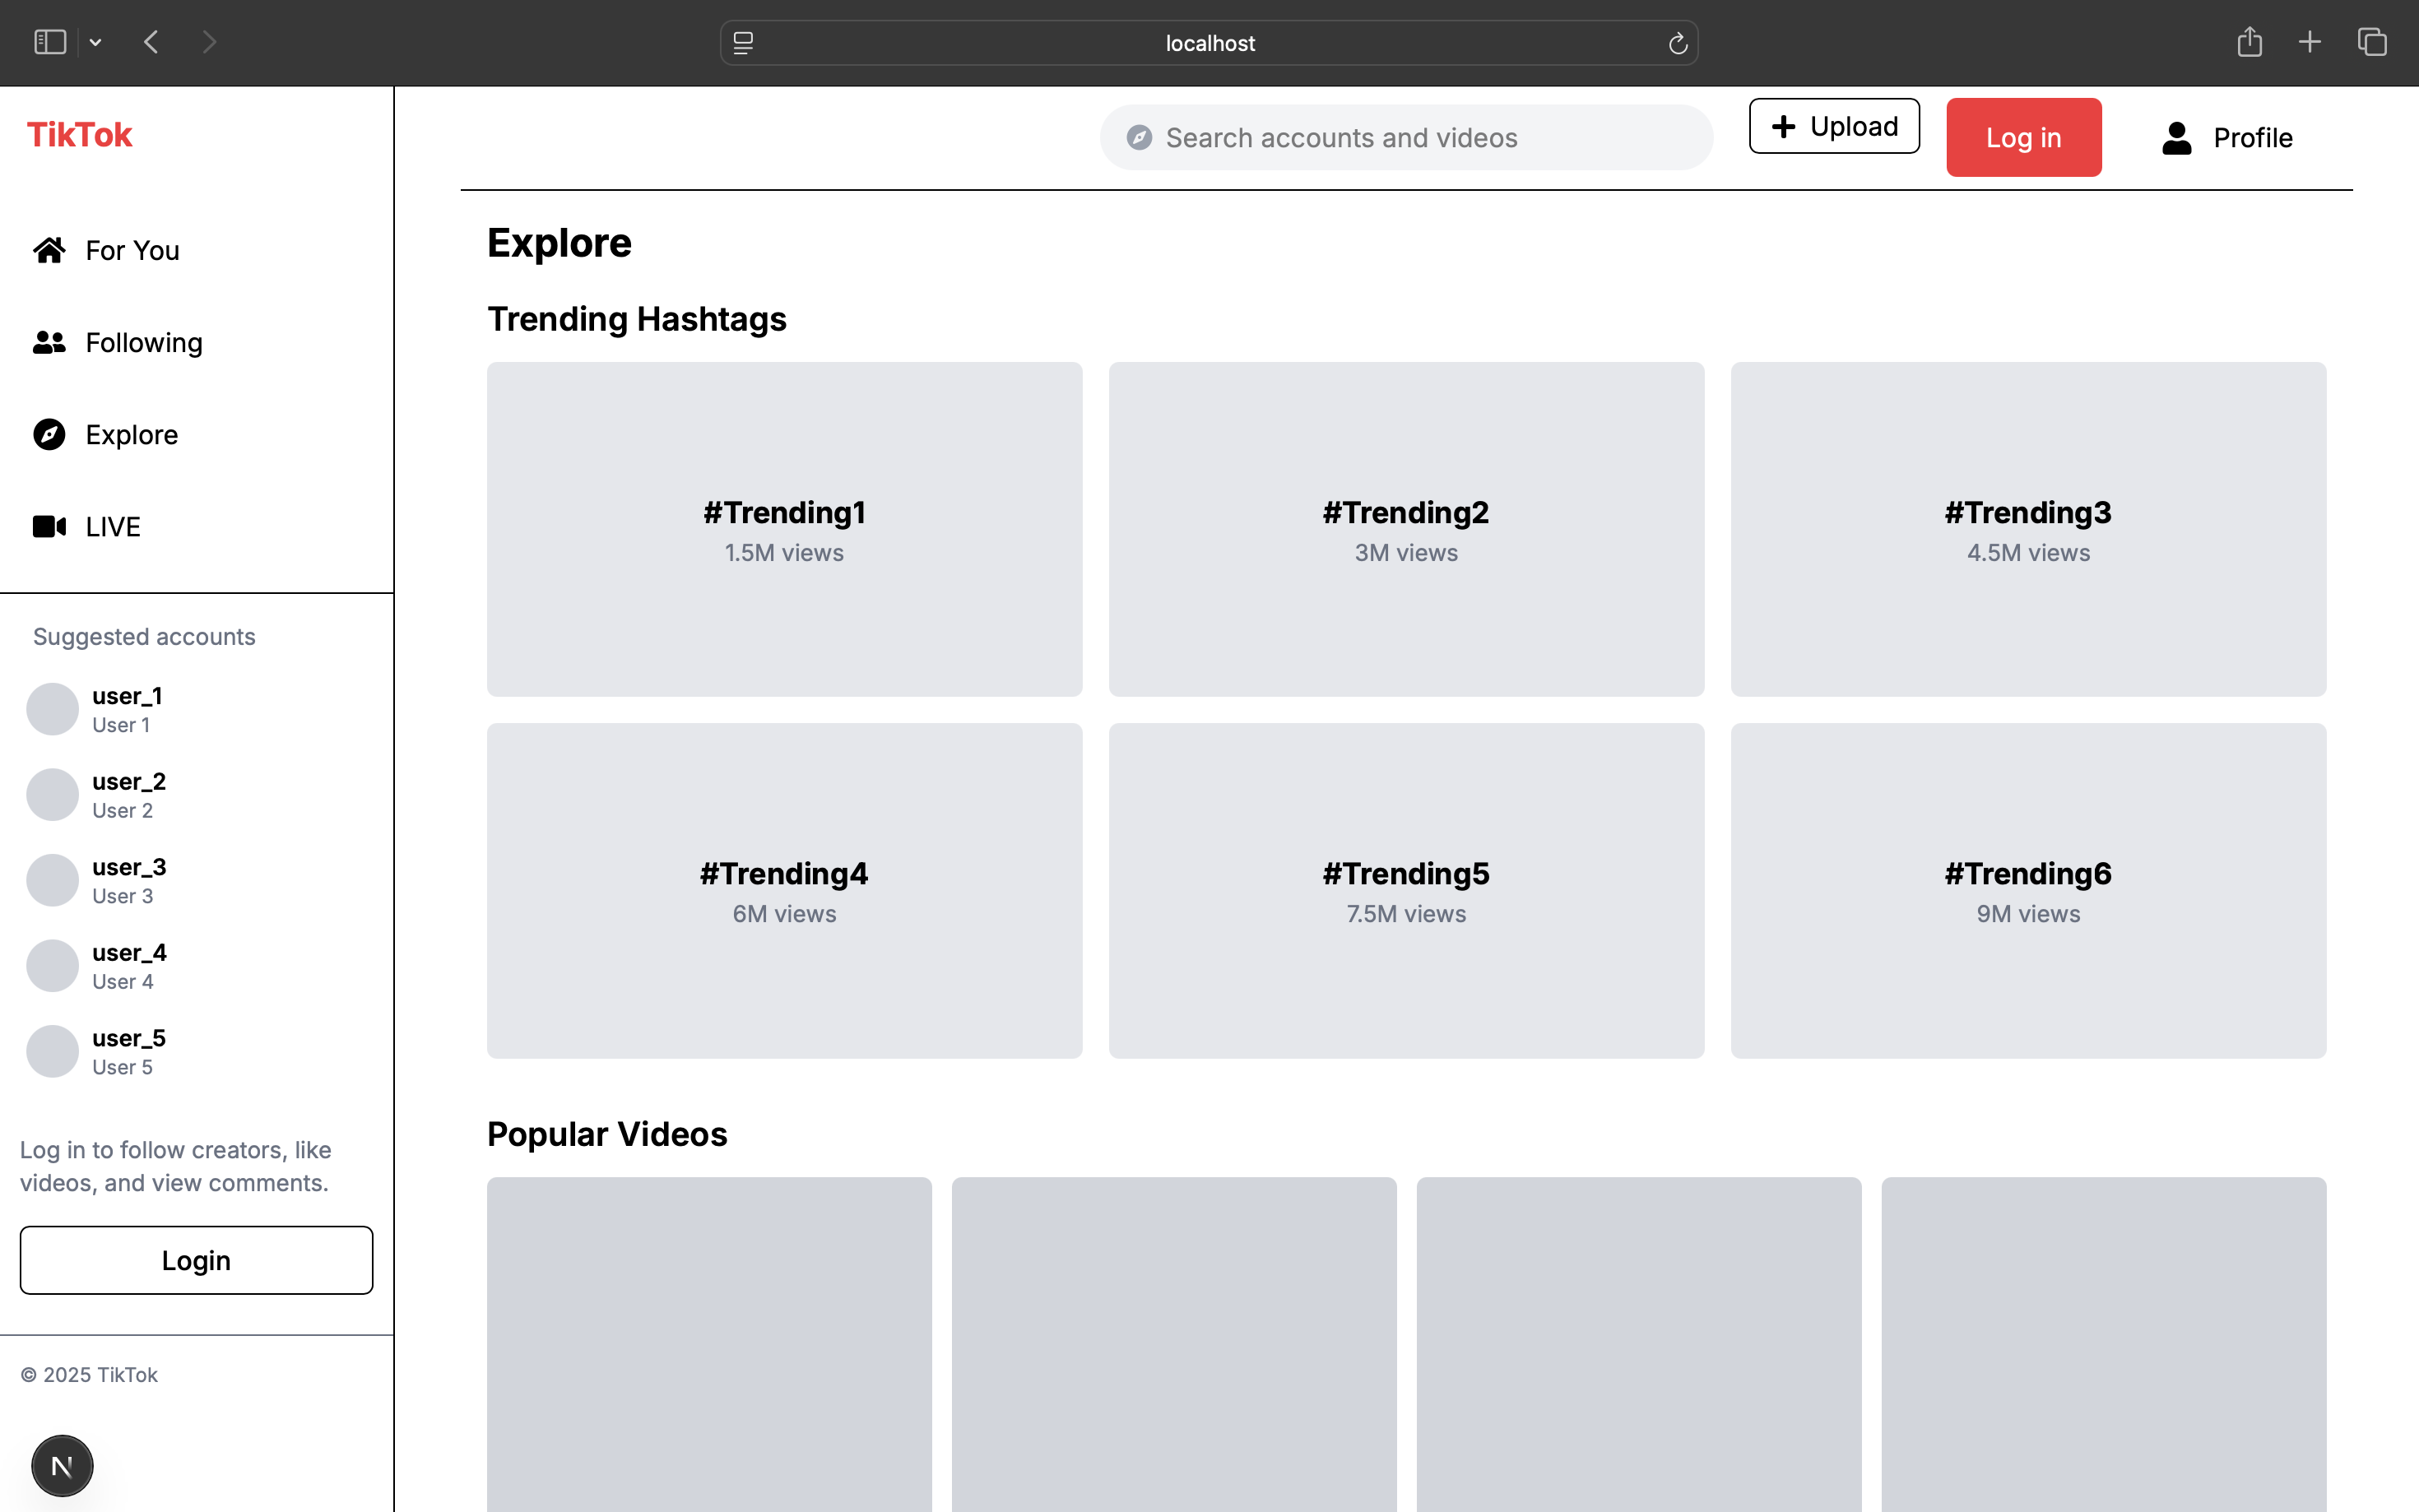 localhost
TikTok
Search accounts and videos
Upload
Log in
Profile
For You
Following
Explore
LIVE
Suggested accounts
user_1
User 1
user_2
User 2
user_3
User 3
user_4
User 4
user_5
User 5
Log in to follow creators, like
videos, and view comments.
Login
© 2025 TikTok
N
Explore
Trending Hashtags
#Trending1
1.5M views
#Trending2
3M views
#Trending3
4.5M views
#Trending4
6M views
#Trending5
7.5M views
#Trending6
9M views
Popular Videos